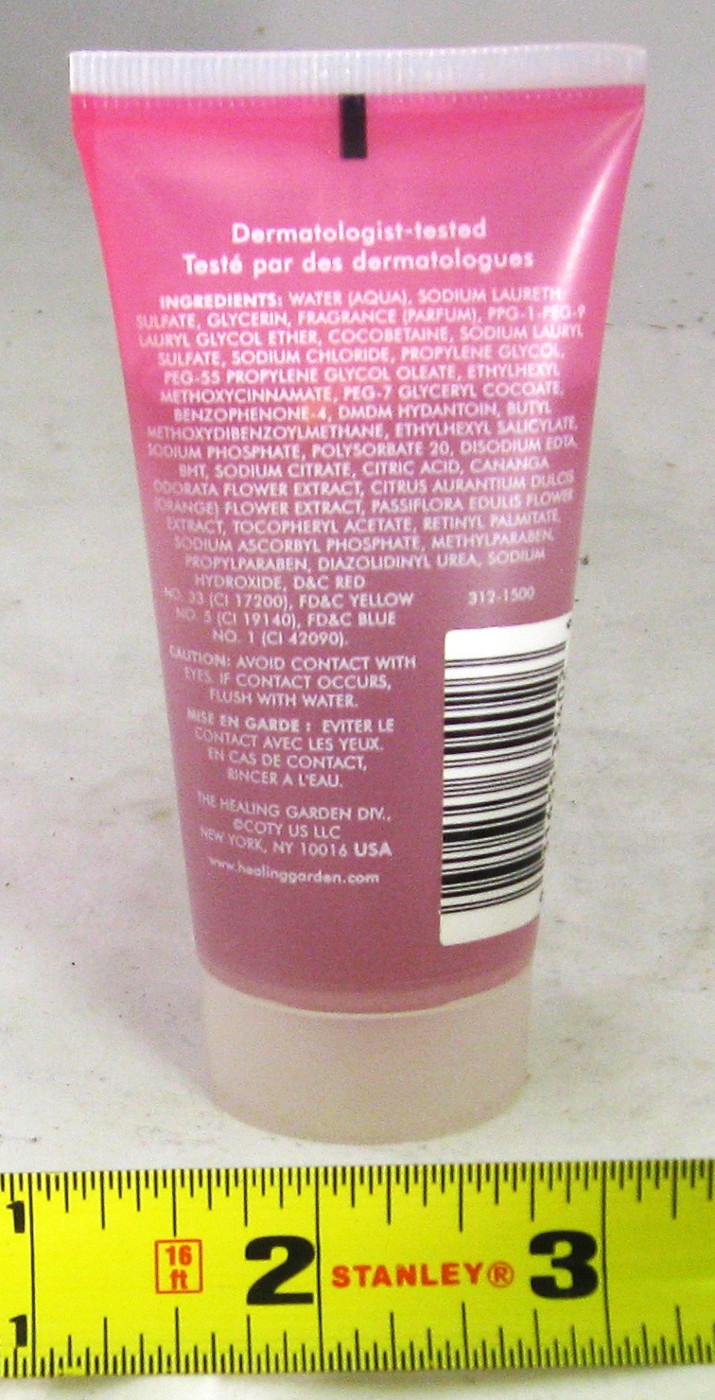 Dermatologist-tested
Testé par des dermatologues
INGREDIENTS: WATER (AQUA), SODIUM LAURETH
SULFATE, GLYCERIN, FRAGRANCE (PARFUM), PPG-1-PEG-9
LAURYL GLYCOL ETHER, COCOBETAINE, SODIUM LAURYL
SULFATE, SODIUM CHLORIDE, PROPYLENE GLYCOL,
PEG-55 PROPYLENE GLYCOL OLEATE, ETHYLHEXYL
METHOXYCINNAMATE, PEG-7 GLYCERYL COCOATE,
BENZOPHENONE-4, DMDM HYDANTOIN, BUTYL
METHOXYDIBENZOYLMETHANE, ETHYLHEXYL SALICYLATE,
SODIUM PHOSPHATE, POLYSORBATE 20, DISODIUM EDTA,
BHT, SODIUM CITRATE, CITRIC ACID, CANANGA
ODORATA FLOWER EXTRACT, CITRUS AURANTIUM DULCIS
(ORANGE) FLOWER EXTRACT, PASSIFLORA EDULIS FLOWER
EXTRACT, TOCOPHERYL ACETATE, RETINYL PALMITATE,
SODIUM ASCORBYL PHOSPHATE, METHYLPARABEN,
PROPYLPARABEN, DIAZOLIDINYL UREA, SODIUM
HYDROXIDE, D&C RED
NO. 33 (CI 17200), FD&C YELLOW
NO. 5 (CI 19140), FD&C BLUE
NO. 1 (CI 42090).
312-1500
CAUTION: AVOID CONTACT WITH
EYES. IF CONTACT OCCURS,
FLUSH WITH WATER.
MISE EN GARDE : EVITER LE
CONTACT AVEC LES YEUX.
EN CAS DE CONTACT,
RINCER A L'EAU.
THE HEALING GARDEN DIV.,
©COTY US LLC
NEW YORK, NY 10016 USA
www.healinggarden.com
1
16
ft
2
STANLEY®
3
1